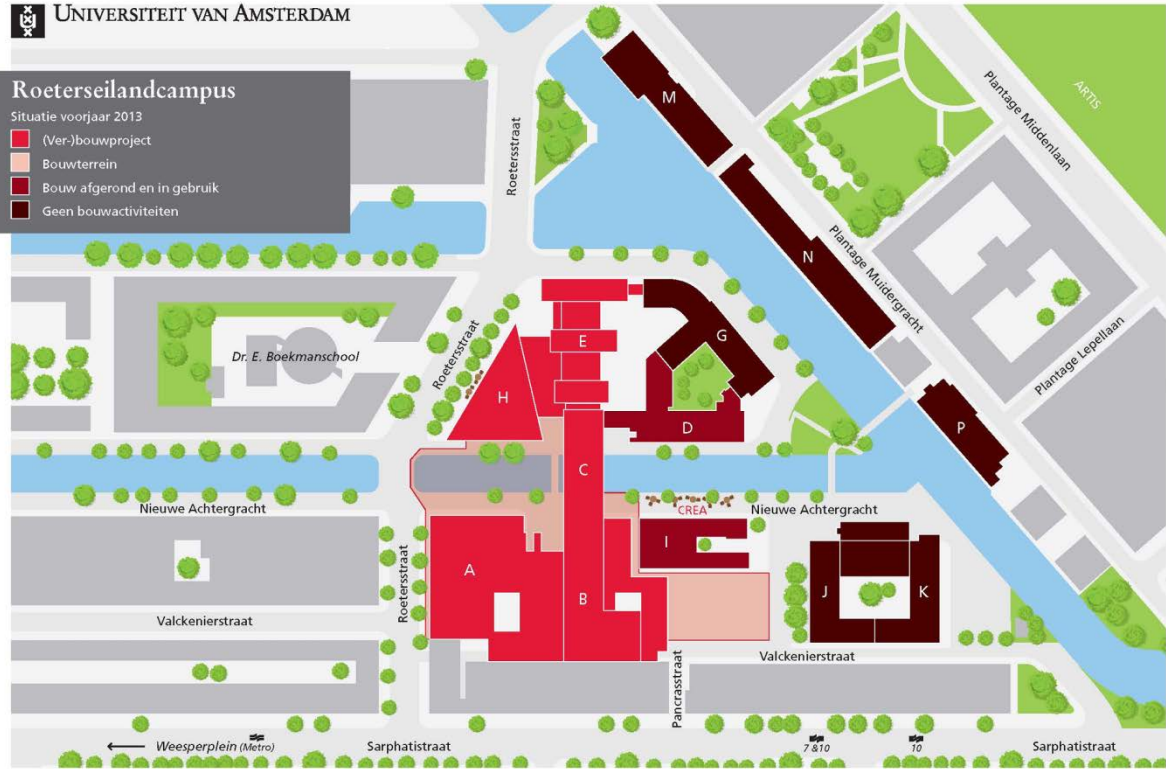 UNIVERSITEIT VAN AMSTERDAM
Roeterseilandcampus
Situatie voorjaar 2013
(Ver-)bouwproject
Bouwterrein
Bouw afgerond en in gebruik
Geen bouwactiviteiten
M
Plantage Middenlaan
ARTIS
Roetersstraat
N
Plantage Muidergracht
Plantage Lepellaan
E
G
Dr. E. Boekmanschool
Roetersstraat
H
D
P
C
Nieuwe Achtergracht
CREA
Nieuwe Achtergracht
I
A
Roetersstraat
B
J
K
Valckenierstraat
Valckenierstraat
Pancrasstraat
Weesperplein (Metro)
Sarphatistraat
7 &10
10
Sarphatistraat